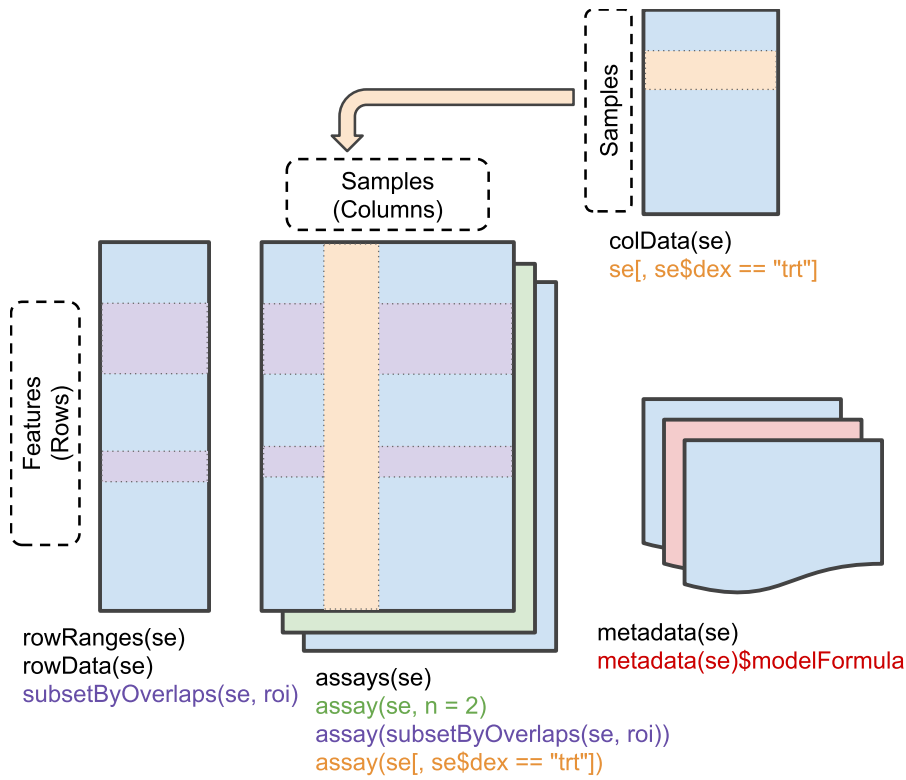 Samples
colData(se)
se[, se$dex == "trt"]
Samples
(Columns)
Features
(Rows)
rowRanges(se)
rowData(se)
subsetByOverlaps(se, roi)
assays(se)
assay(se, n = 2)
assay(subsetByOverlaps(se, roi))
assay(se[, se$dex == "trt"])
metadata(se)
metadata(se)$modelFormula